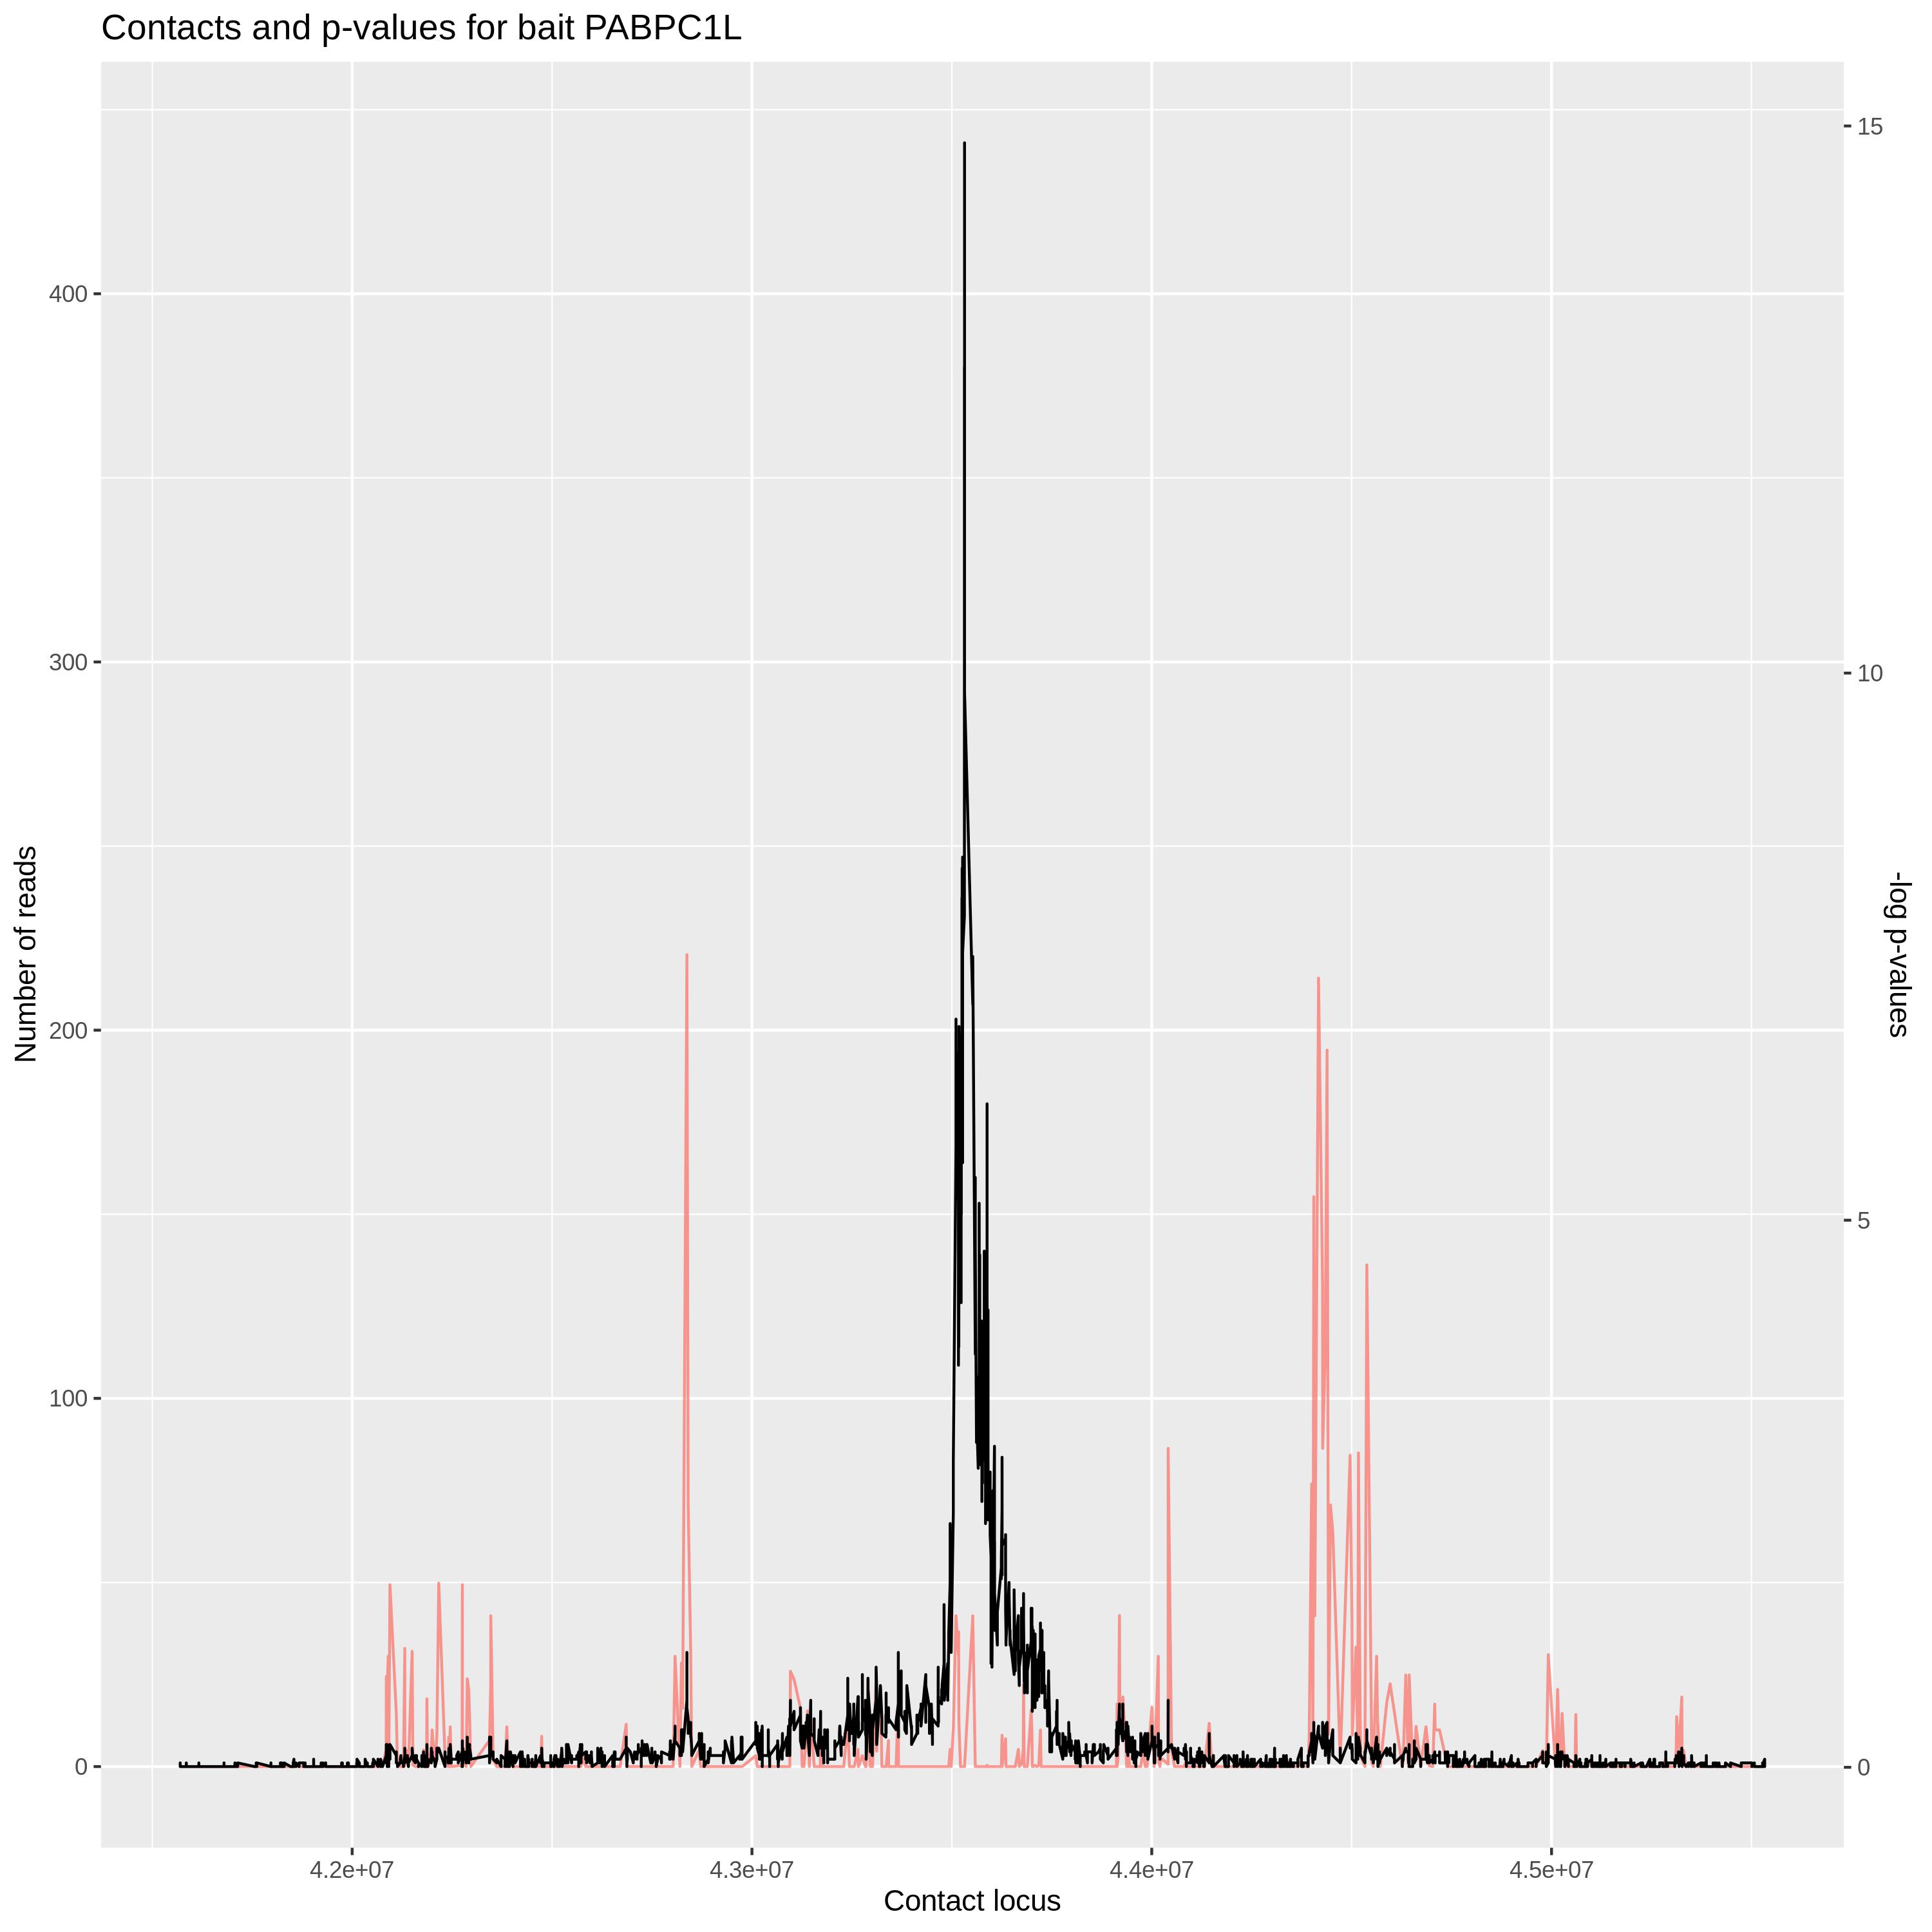 Contacts and p-values for bait PABPC1L
Number of reads
400
300
200
100
0
15
10
5
0
-log p-values
4.2e+07
4.3e+07
4.4e+07
4.5e+07
Contact locus